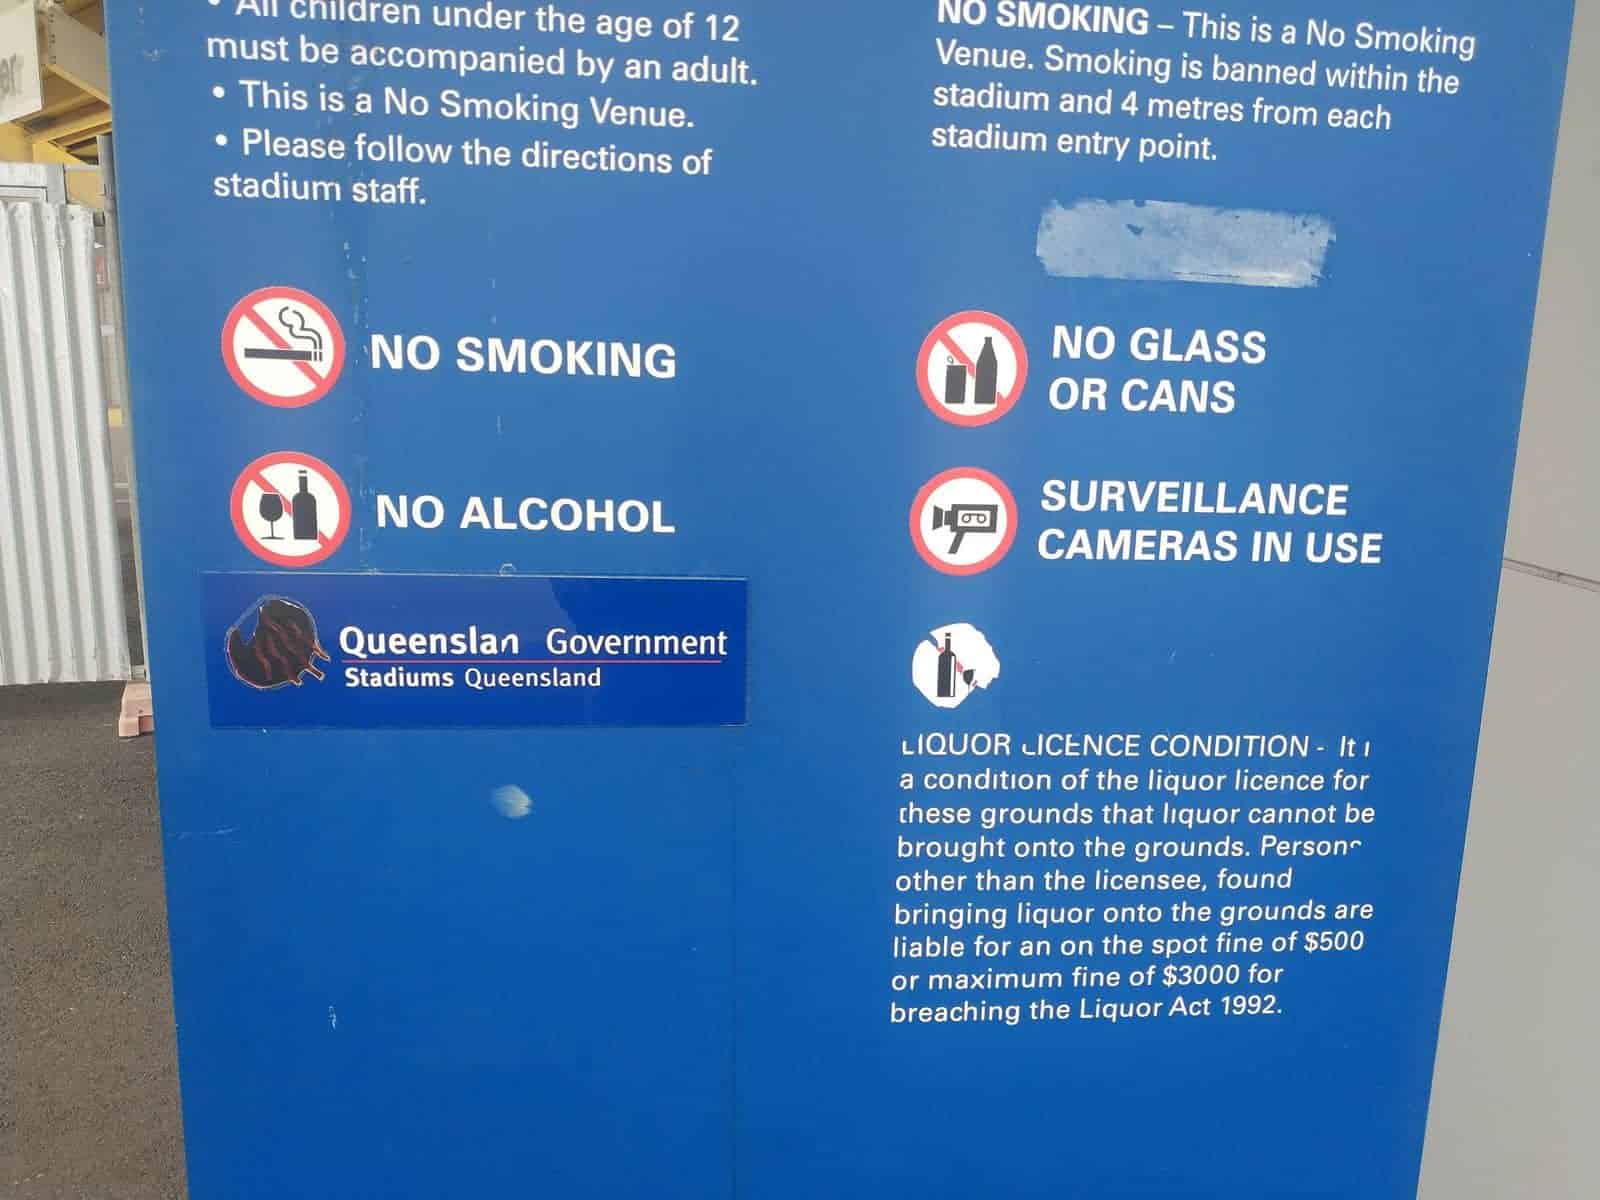 • All children under the age of 12
must be accompanied by an adult.
• This is a No Smoking Venue.
• Please follow the directions of
stadium staff.
NO SMOKING
NO ALCOHOL
Queenslan Government
Stadiums Queensland
NO SMOKING – This is a No Smoking
Venue. Smoking is banned within the
stadium and 4 metres from each
stadium entry point.
NO GLASS
OR CANS
SURVEILLANCE
CAMERAS IN USE
LIQUOR LICENCE CONDITION - It i
a condition of the liquor licence for
these grounds that liquor cannot be
brought onto the grounds. Persons
other than the licensee, found
bringing liquor onto the grounds are
liable for an on the spot fine of $500
or maximum fine of $3000 for
breaching the Liquor Act 1992.